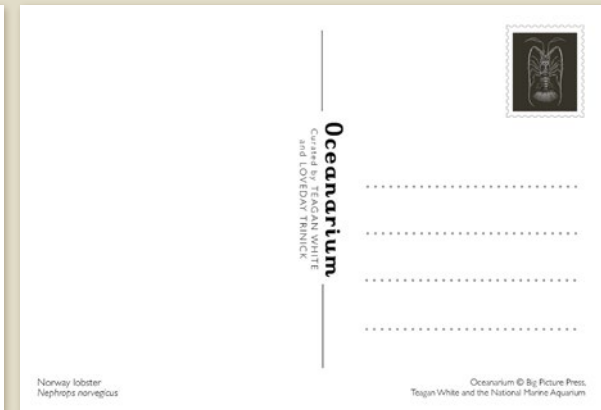 Oceanarium
Curated by TEAGAN WHITE
and LOVEDAY TRINICK
Norway lobster
Nephrops norvegicus
Oceanarium © Big Picture Press,
Teagan White and the National Marine Aquarium